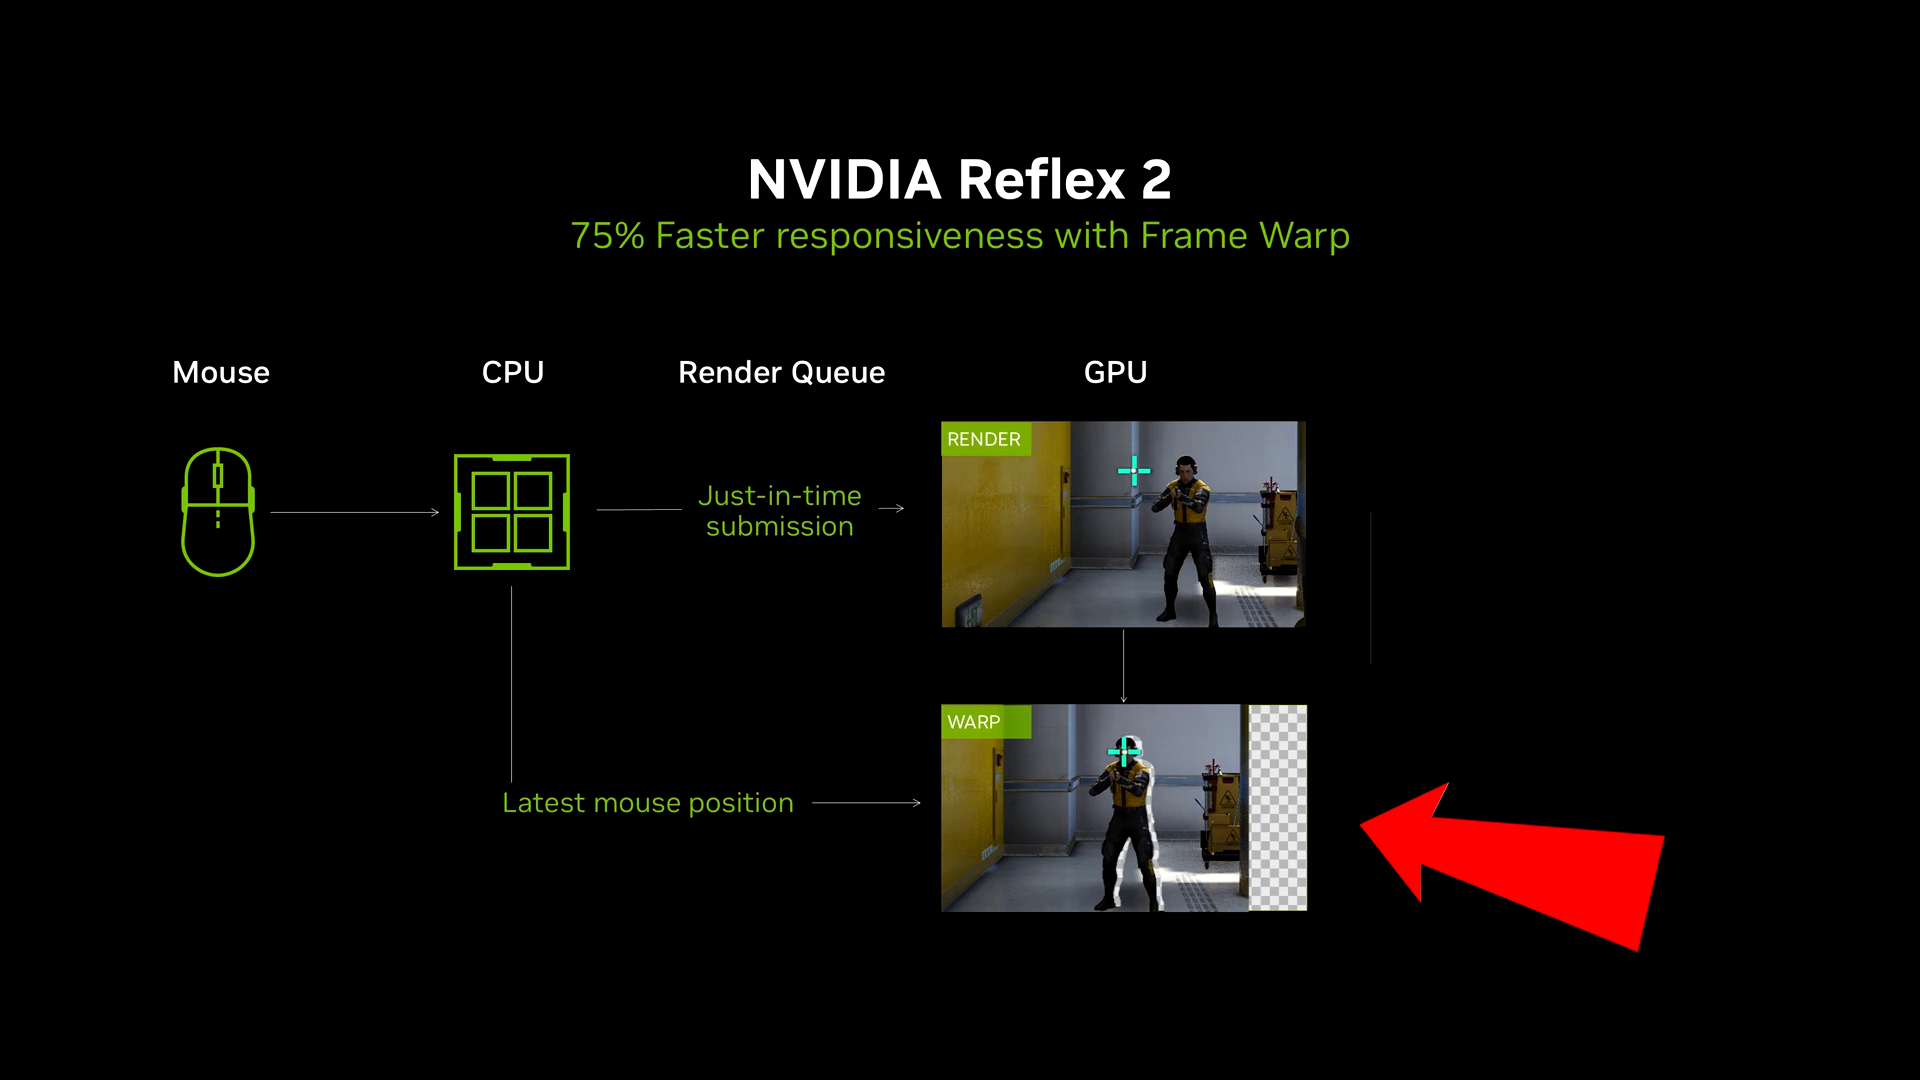 NVIDIA Reflex 2
75% Faster responsiveness with Frame Warp
Mouse
CPU
Render Queue
GPU
RENDER
Just-in-time
submission
WARP
Latest mouse position